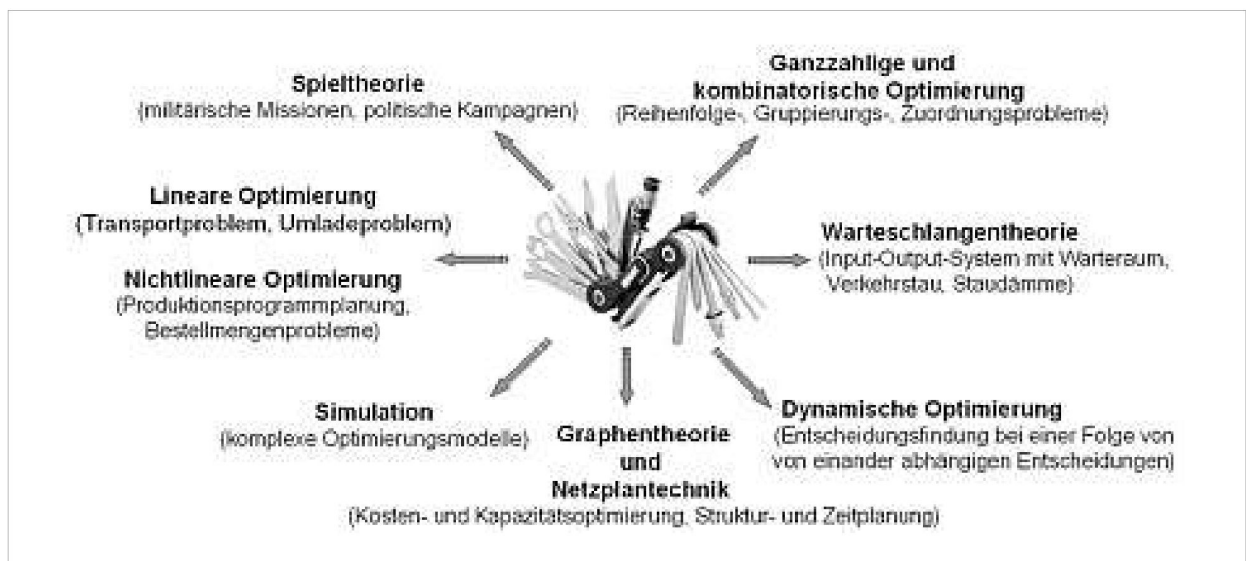 Spieltheorie
(militärische Missionen, politische Kampagnen)
Ganzzahlige und
kombinatorische Optimierung
(Reihenfolge-, Gruppierungs-, Zuordnungsprobleme)
Lineare Optimierung
(Transportproblem, Umladeproblem)
Nichtlineare Optimierung
(Produktionsprogrammplanung,
Bestellmengenprobleme)
Warteschlangentheorie
(Input-Output-System mit Warteraum,
Verkehrstau, Staudämme)
Simulation
(komplexe Optimierungsmodelle)
Graphentheorie
und
Netzplantechnik
(Kosten- und Kapazitätsoptimierung, Struktur- und Zeitplanung)
Dynamische Optimierung
(Entscheidungsfindung bei einer Folge von
von einander abhängigen Entscheidungen)